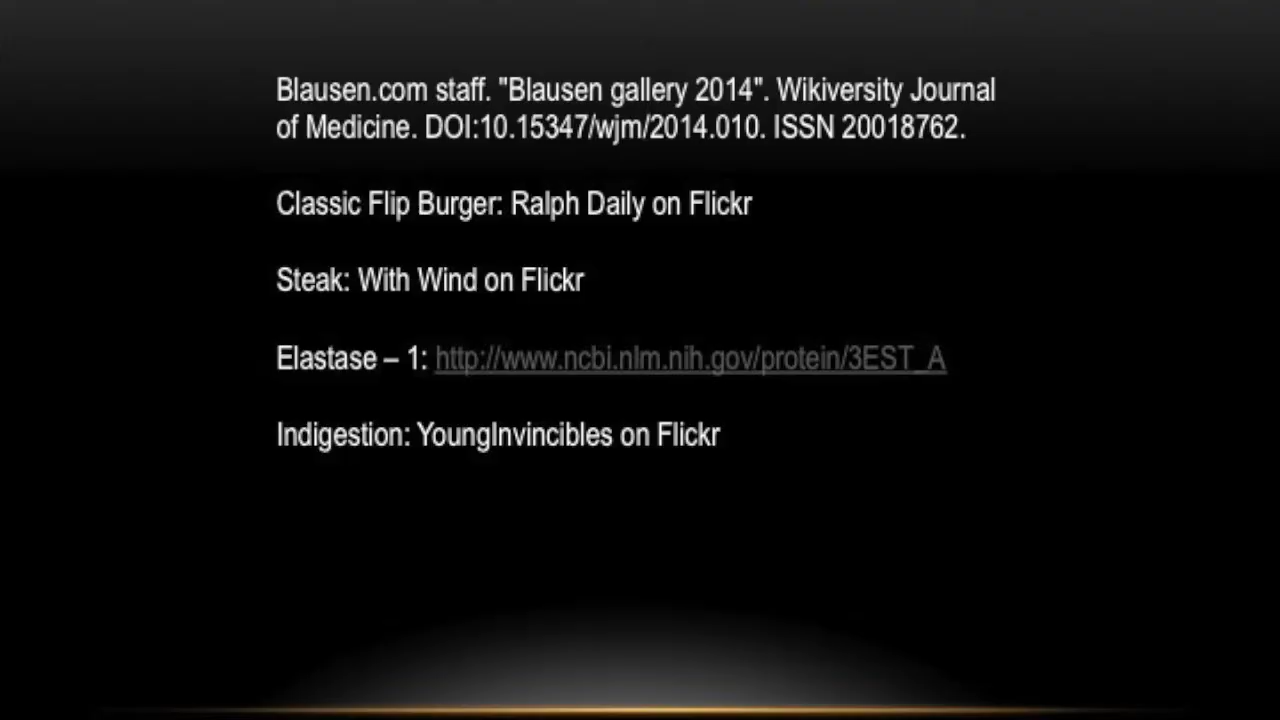 Blausen.com staff. "Blausen gallery 2014". Wikiversity Journal
of Medicine. DOI:10.15347/wjm/2014.010. ISSN 20018762.
Classic Flip Burger: Ralph Daily on Flickr
Steak: With Wind on Flickr
Elastase – 1: http://www.ncbi.nlm.nih.gov/protein/3EST_A
Indigestion: YoungInvincibles on Flickr